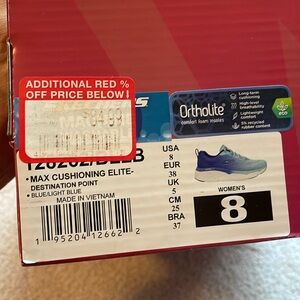 ADDITIONAL RED %
OFF PRICE BELOW!
Ortholite
comfort foam insoles
Long-term cushioning
High-level breathability
Lightweight comfort
5% recycled rubber content
eco
• MAX CUSHIONING ELITE-
DESTINATION POINT
• BLUE/LIGHT BLUE
MADE IN VIETNAM
1 95204 12662 2
USA
8
EUR
38
UK
5
CM
25
BRA
37
WOMEN'S
8